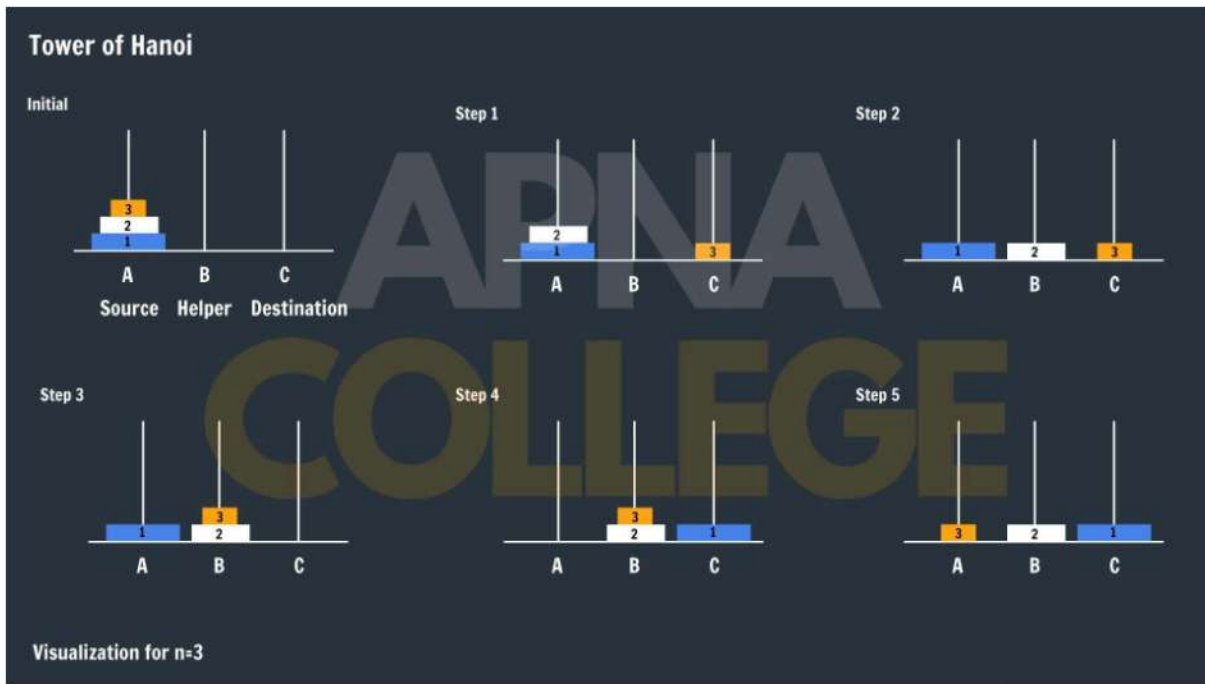 Tower of Hanoi
Initial
3
2
1
A B C
Source Helper Destination
Step 1
2
1 3
A B C
Step 2
1 2 3
A B C
Step 3
3
1 2
A B C
Step 4
3
2 1
A B C
Step 5
3 2 1
A B C
APNA
COLLEGE
Visualization for n=3